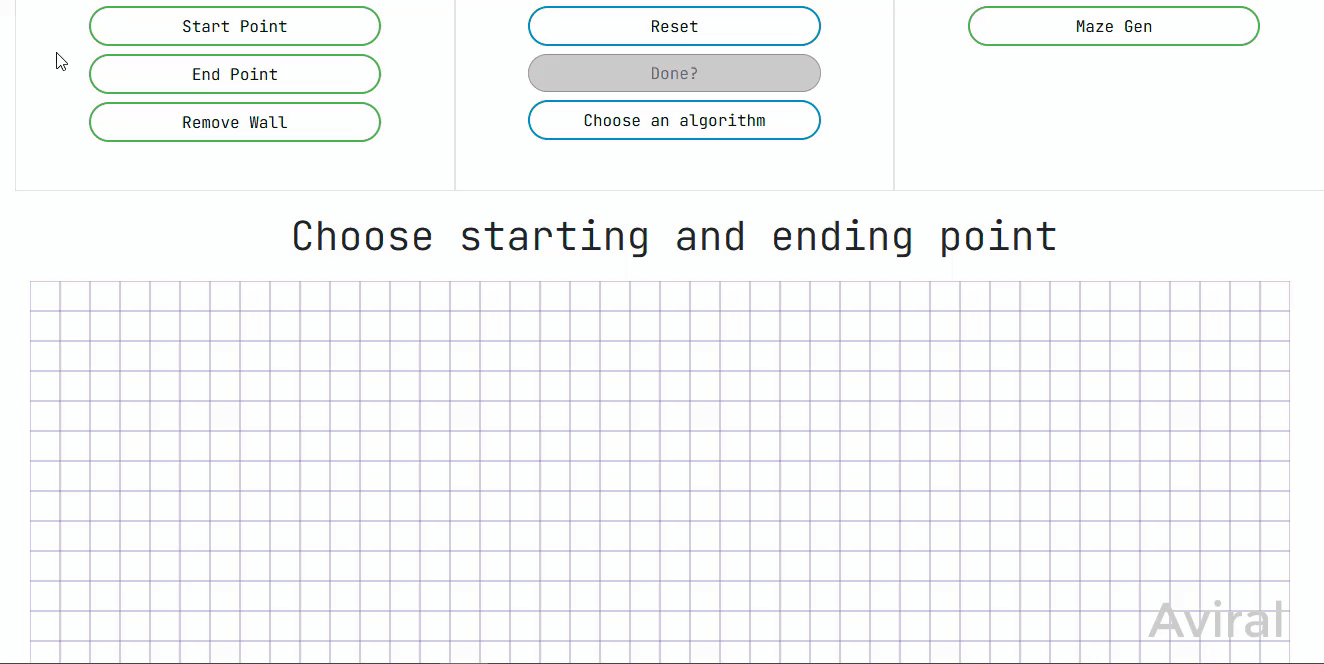 Start Point
End Point
Remove Wall
Reset
Done?
Choose an algorithm
Maze Gen
Choose starting and ending point
Aviral